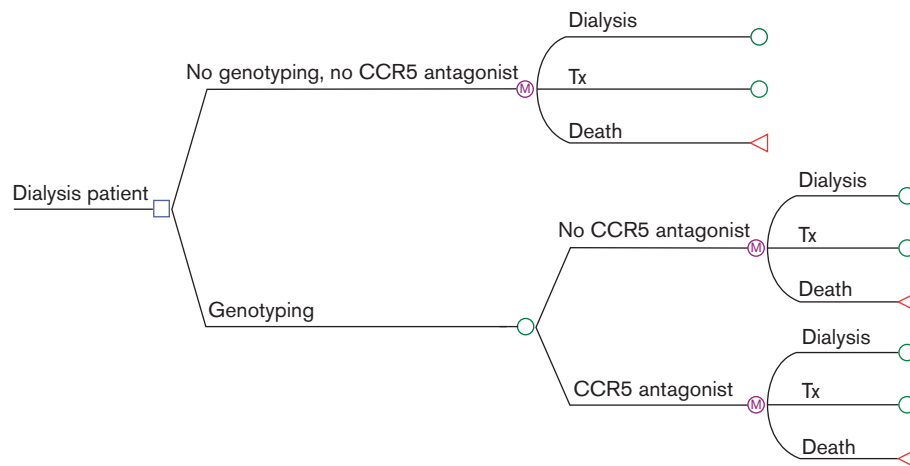 Dialysis
No genotyping, no CCR5 antagonist
M
Tx
Death
Dialysis patient
Dialysis
No CCR5 antagonist
M
Tx
Death
Genotyping
Dialysis
CCR5 antagonist
M
Tx
Death